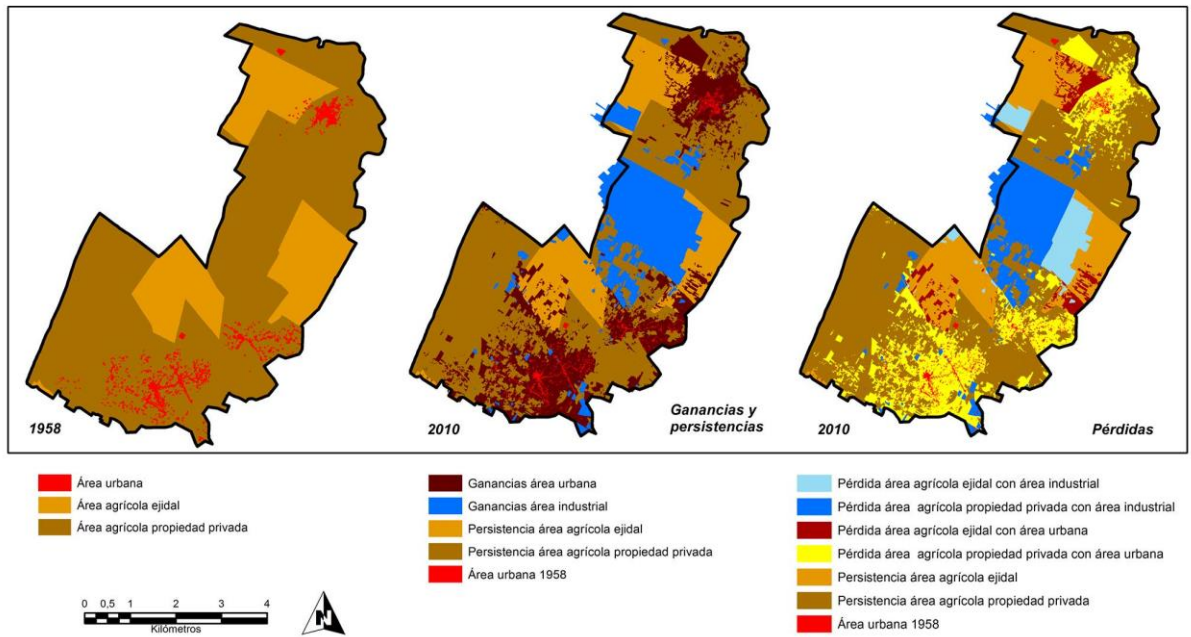 1958
2010
Ganancias y
persistencias
2010
Pérdidas
Área urbana
Área agrícola ejidal
Área agrícola propiedad privada
Ganancias área urbana
Ganancias área industrial
Persistencia área agrícola ejidal
Persistencia área agrícola propiedad privada
Área urbana 1958
Pérdida área agrícola ejidal con área industrial
Pérdida área agrícola propiedad privada con área industrial
Pérdida área agrícola ejidal con área urbana
Pérdida área agrícola propiedad privada con área urbana
Persistencia área agrícola ejidal
Persistencia área agrícola propiedad privada
Área urbana 1958
0 0,5 1 2 3 4
Kilómetros
N